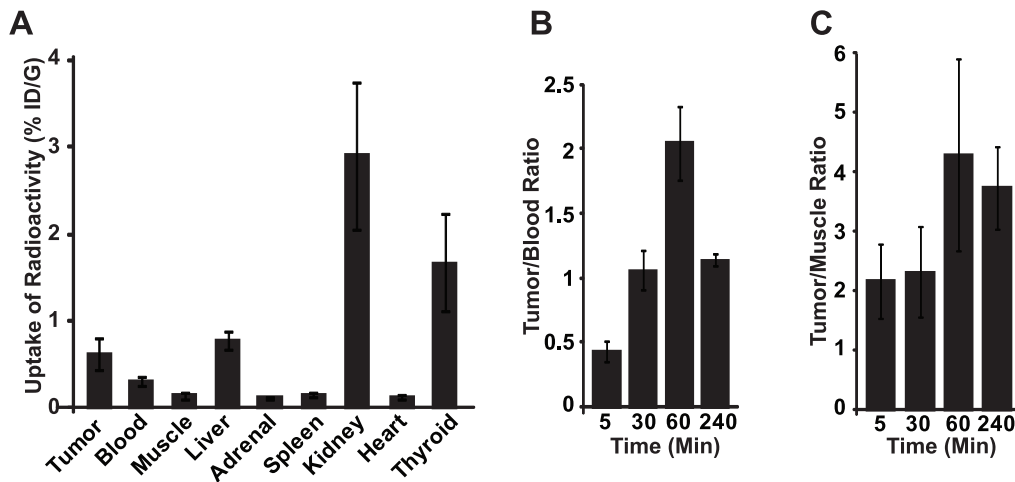 A
Uptake of Radioactivity (% ID/G)
4
3
2
1
0
Tumor
Blood
Muscle
Liver
Adrenal
Spleen
Kidney
Heart
Thyroid
B
Tumor/Blood Ratio
2.5
2
1.5
1
0.5
0
5 30 60 240
Time (Min)
C
Tumor/Muscle Ratio
6
5
4
3
2
1
0
5 30 60 240
Time (Min)